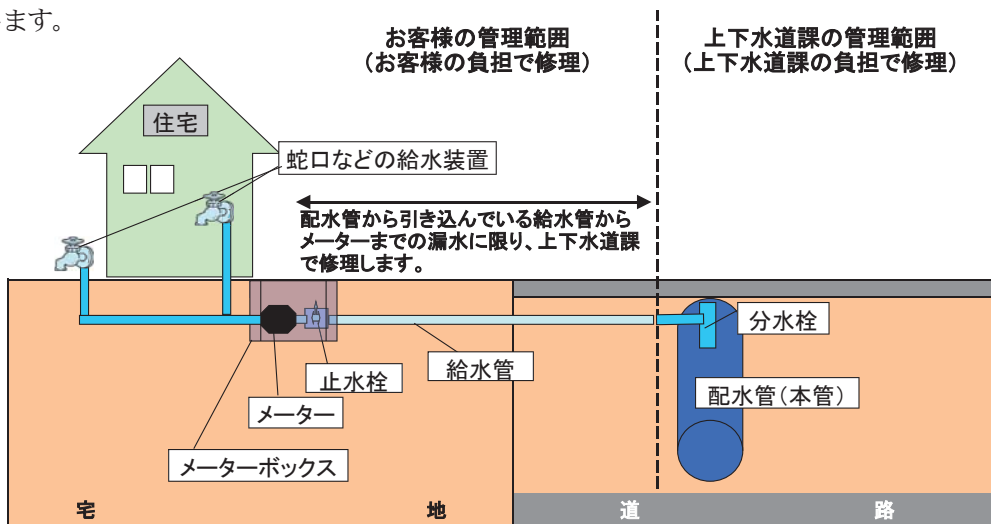 ます。
お客様の管理範囲
(お客様の負担で修理)
上下水道課の管理範囲
(上下水道課の負担で修理)
住宅
蛇口などの給水装置
配水管から引き込んでいる給水管から
メーターまでの漏水に限り、上下水道課
で修理します。
分水栓
止水栓
給水管
配水管(本管)
メーター
メーターボックス
宅 地 道 路